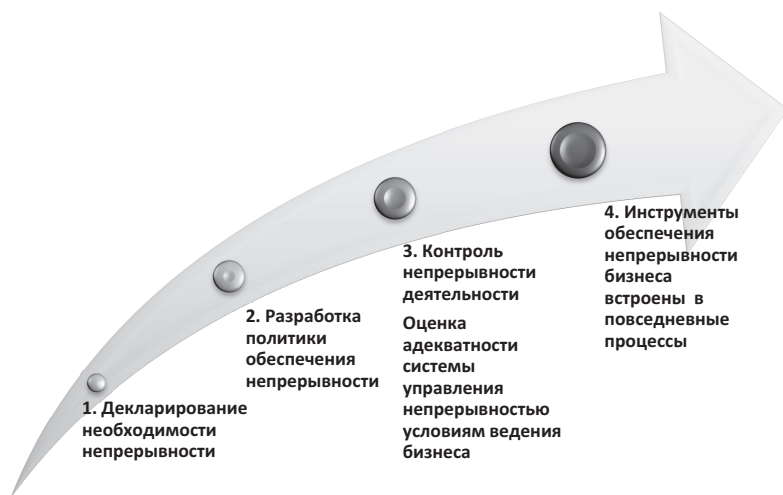 1. Декларирование
необходимости
непрерывности
2. Разработка
политики
обеспечения
непрерывности
3. Контроль
непрерывности
деятельности
Оценка
адекватности
системы
управления
непрерывностью
условиям ведения
бизнеса
4. Инструменты
обеспечения
непрерывности
бизнеса
встроены в
повседневные
процессы